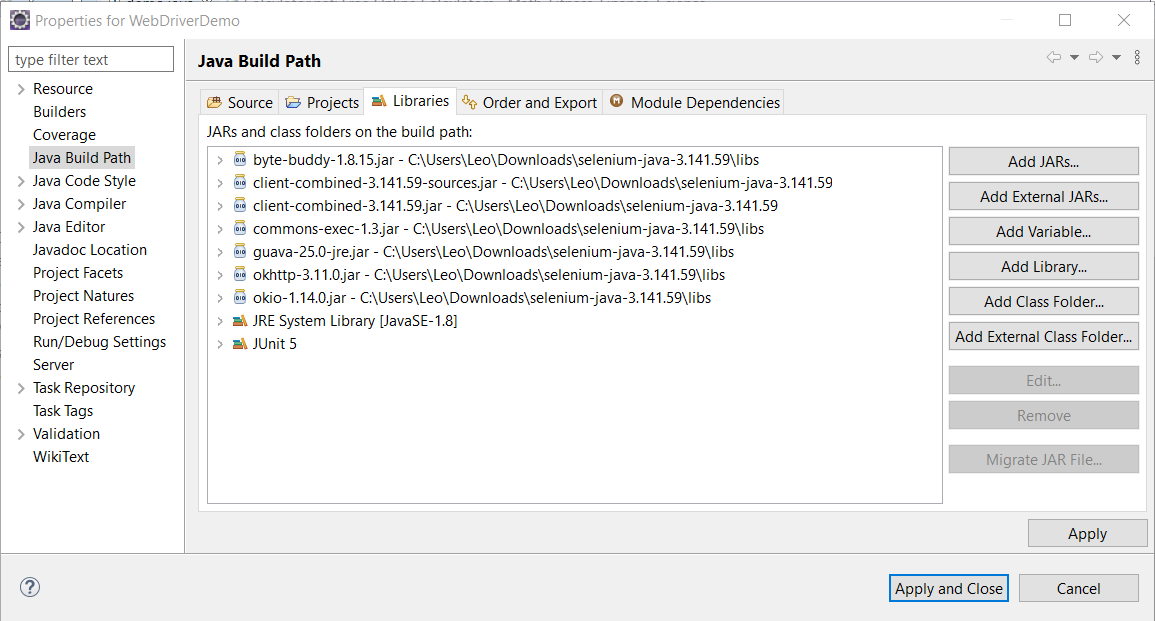 Properties for WebDriverDemo
type filter text
Resource
Builders
Coverage
Java Build Path
Java Code Style
Java Compiler
Java Editor
Javadoc Location
Project Facets
Project Natures
Project References
Run/Debug Settings
Server
Task Repository
Task Tags
Validation
WikiText
Java Build Path
Source Projects Libraries Order and Export Module Dependencies
JARs and class folders on the build path:
byte-buddy-1.8.15.jar - C:\Users\Leo\Downloads\selenium-java-3.141.59\libs
client-combined-3.141.59-sources.jar - C:\Users\Leo\Downloads\selenium-java-3.141.59
client-combined-3.141.59.jar - C:\Users\Leo\Downloads\selenium-java-3.141.59
commons-exec-1.3.jar - C:\Users\Leo\Downloads\selenium-java-3.141.59\libs
guava-25.0-jre.jar - C:\Users\Leo\Downloads\selenium-java-3.141.59\libs
okhttp-3.11.0.jar - C:\Users\Leo\Downloads\selenium-java-3.141.59\libs
okio-1.14.0.jar - C:\Users\Leo\Downloads\selenium-java-3.141.59\libs
JRE System Library [JavaSE-1.8]
JUnit 5
Add JARs...
Add External JARs...
Add Variable...
Add Library...
Add Class Folder...
Add External Class Folder...
Edit...
Remove
Migrate JAR File...
Apply
Apply and Close
Cancel